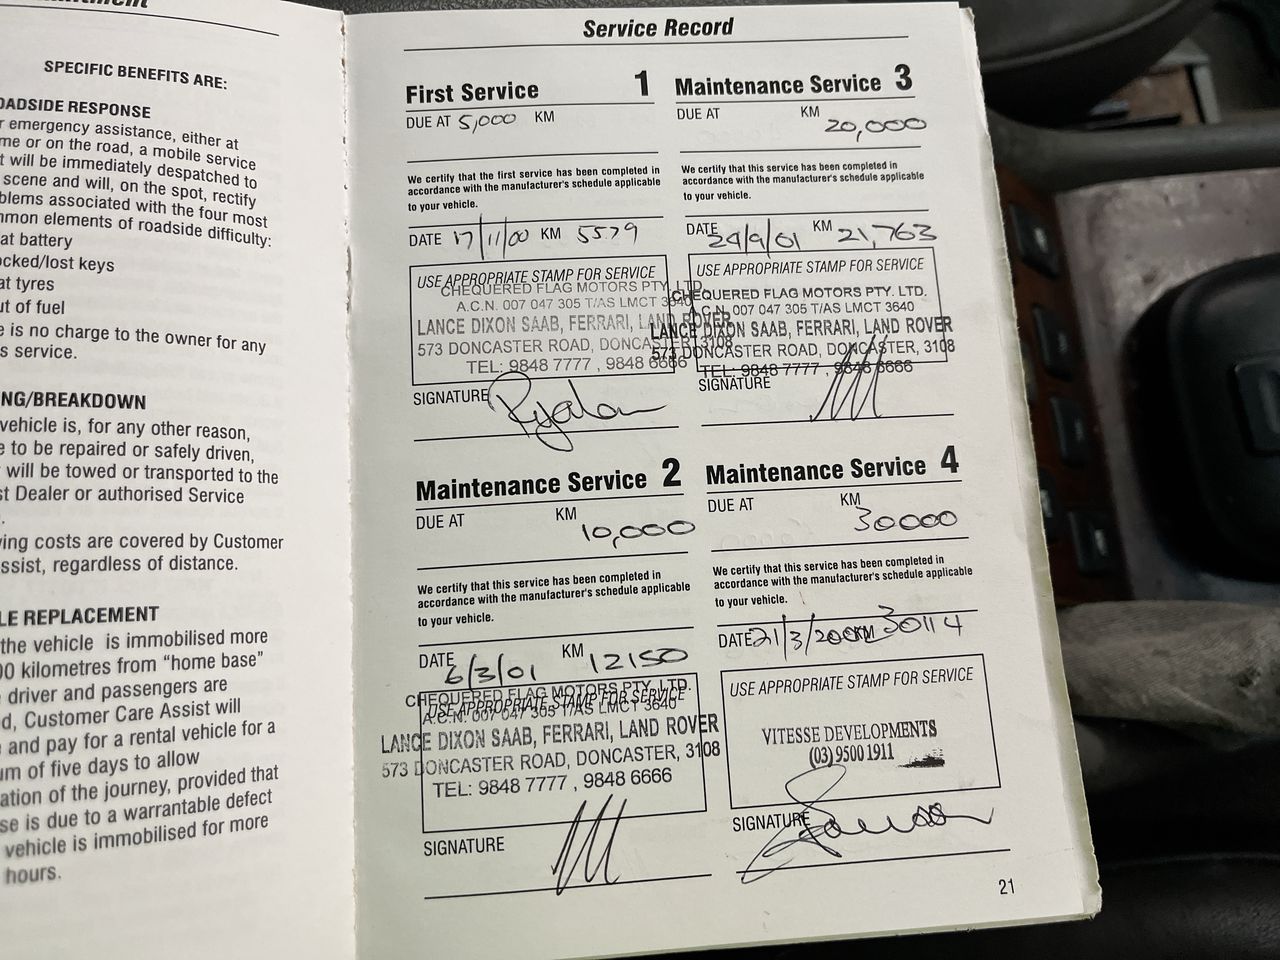 SPECIFIC BENEFITS ARE:
OADSIDE RESPONSE
r emergency assistance, either at
me or on the road, a mobile service
t will be immediately despatched to
scene and will, on the spot, rectify
blems associated with the four most
mmon elements of roadside difficulty:
at battery
ocked/lost keys
at tyres
ut of fuel
e is no charge to the owner for any
s service.
NG/BREAKDOWN
vehicle is, for any other reason,
e to be repaired or safely driven,
will be towed or transported to the
st Dealer or authorised Service
ing costs are covered by Customer
ssist, regardless of distance.
LE REPLACEMENT
the vehicle is immobilised more
00 kilometres from “home base”
driver and passengers are
d, Customer Care Assist will
and pay for a rental vehicle for a
um of five days to allow
ation of the journey, provided that
se is due to a warrantable defect
vehicle is immobilised for more
hours.
Service Record
First Service 1
DUE AT 5,000 KM
We certify that the first service has been completed in
accordance with the manufacturer's schedule applicable
to your vehicle.
DATE 17/11/00 KM 5579
USE APPROPRIATE STAMP FOR SERVICE
CHEQUERED FLAG MOTORS PTY. LTD.
A.C.N. 007 047 305 T/AS LMCT 3640
LANCE DIXON SAAB, FERRARI, LAND ROVER
573 DONCASTER ROAD, DONCASTER, 3108
TEL: 9848 7777 , 9848 6666
SIGNATURE
Maintenance Service 2
DUE AT KM
10,000
We certify that this service has been completed in
accordance with the manufacturer's schedule applicable
to your vehicle.
DATE 6/3/01 KM 12150
USE APPROPRIATE STAMP FOR SERVICE
CHEQUERED FLAG MOTORS PTY. LTD.
A.C.N. 007 047 305 T/AS LMCT 3640
LANCE DIXON SAAB, FERRARI, LAND ROVER
573 DONCASTER ROAD, DONCASTER, 3108
TEL: 9848 7777 , 9848 6666
SIGNATURE
Maintenance Service 3
DUE AT KM
20,000
We certify that this service has been completed in
accordance with the manufacturer's schedule applicable
to your vehicle.
DATE 24/9/01 KM 21,763
USE APPROPRIATE STAMP FOR SERVICE
CHEQUERED FLAG MOTORS PTY. LTD.
A.C.N. 007 047 305 T/AS LMCT 3640
LANCE DIXON SAAB, FERRARI, LAND ROVER
573 DONCASTER ROAD, DONCASTER, 3108
TEL: 9848 7777 , 9848 6666
SIGNATURE
Maintenance Service 4
DUE AT KM
30000
We certify that this service has been completed in
accordance with the manufacturer's schedule applicable
to your vehicle.
DATE KM 30114
USE APPROPRIATE STAMP FOR SERVICE
VITESSE DEVELOPMENTS
(03) 9500 1911
SIGNATURE
21